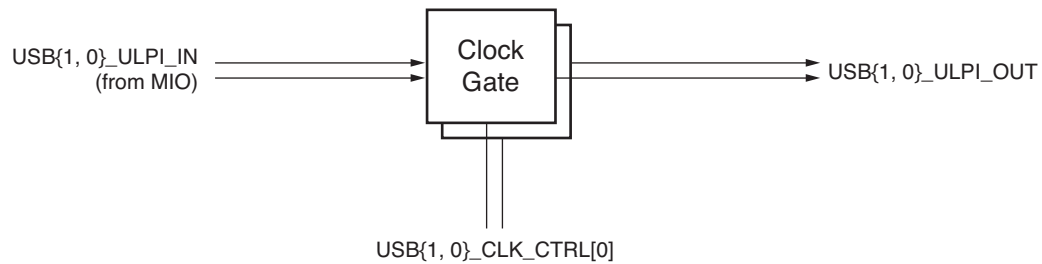 Clock
Gate
USB{1, 0}_ULPI_IN
(from MIO)
USB{1, 0}_ULPI_OUT
USB{1, 0}_CLK_CTRL[0]